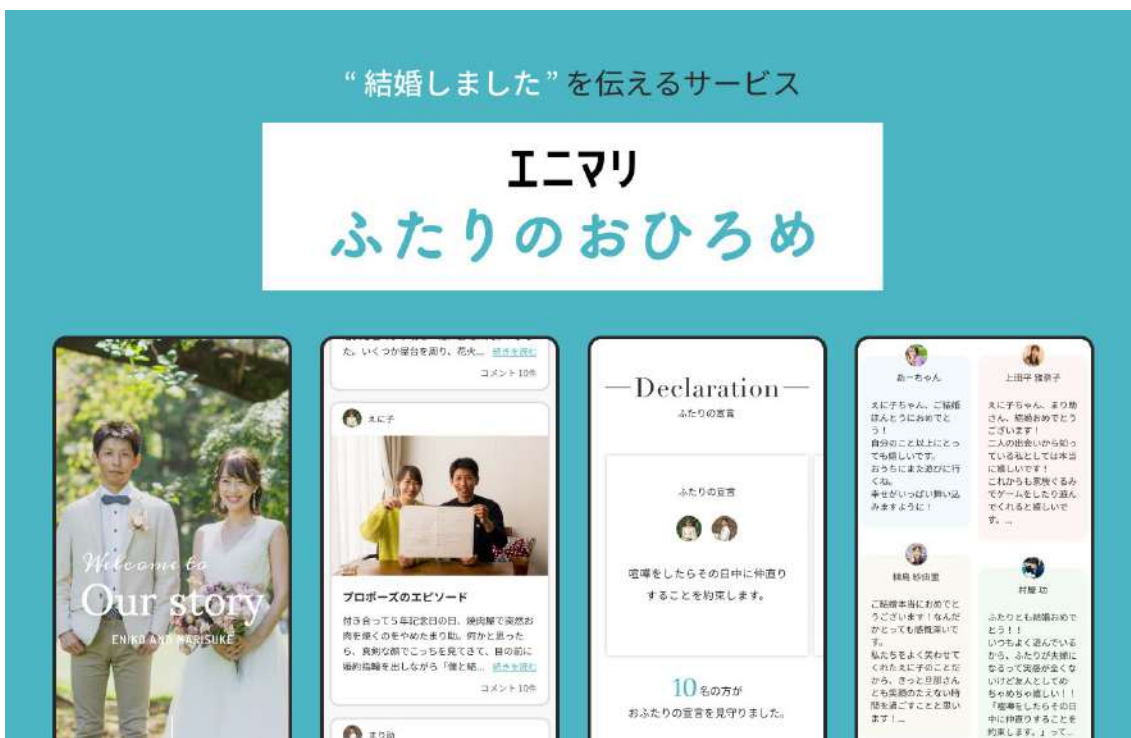 “結婚しました”を伝えるサービス
エニマリ
ふたりのおひろめ
Welcome to
Our story
ENIKO AND MARISUKE
た。いくつか屋台を周り、花火... 続きを読む
コメント10件
えに子
プロポーズのエピソード
付き合って5年記念日の日、焼肉屋で突然お
肉を焼くのをやめたまり助。何かと思った
ら、真剣な顔でこっちを見てきて、目の前に
婚約指輪を出しながら「僕と結... 続きを読む
コメント10件
まり助
Declaration
ふたりの宣言
ふたりの宣言
喧嘩をしたらその日中に仲直り
することを約束します。
10名の方が
おふたりの宣言を見守りました。
あーちゃん
えに子ちゃん、ご結婚
ほんとうにおめでと
う!
自分のこと以上にとっ
ても嬉しいです。
おうちにまた遊びに行
くね。
幸せがいっぱい舞い込
みますように!
上田平 雅奈子
えに子ちゃん、まり助
さん、結婚おめでとう
ございます!
二人の出会いから知っ
ている私としては本当
に嬉しいです!
これからも家族ぐるみ
でゲームをしたり遊ん
でくれると嬉しいで
す。...
紗由里
ご結婚本当におめでと
うございます!なんだ
かとっても感慨深いで
す。
私たちをよく笑わせて
くれたえに子のことだ
から、きっと旦那さん
とも笑顔のたえない時
間を過ごすことと思い
ます!...
功
ふたりとも結婚おめで
とう!!
いつもよく遊んでいる
から、ふたりが夫婦に
なるって実感が全くな
いけど友人としてめ
ちゃめちゃ嬉しい!!
「喧嘩をしたらその日
中に仲直りすることを
約束します。」って...